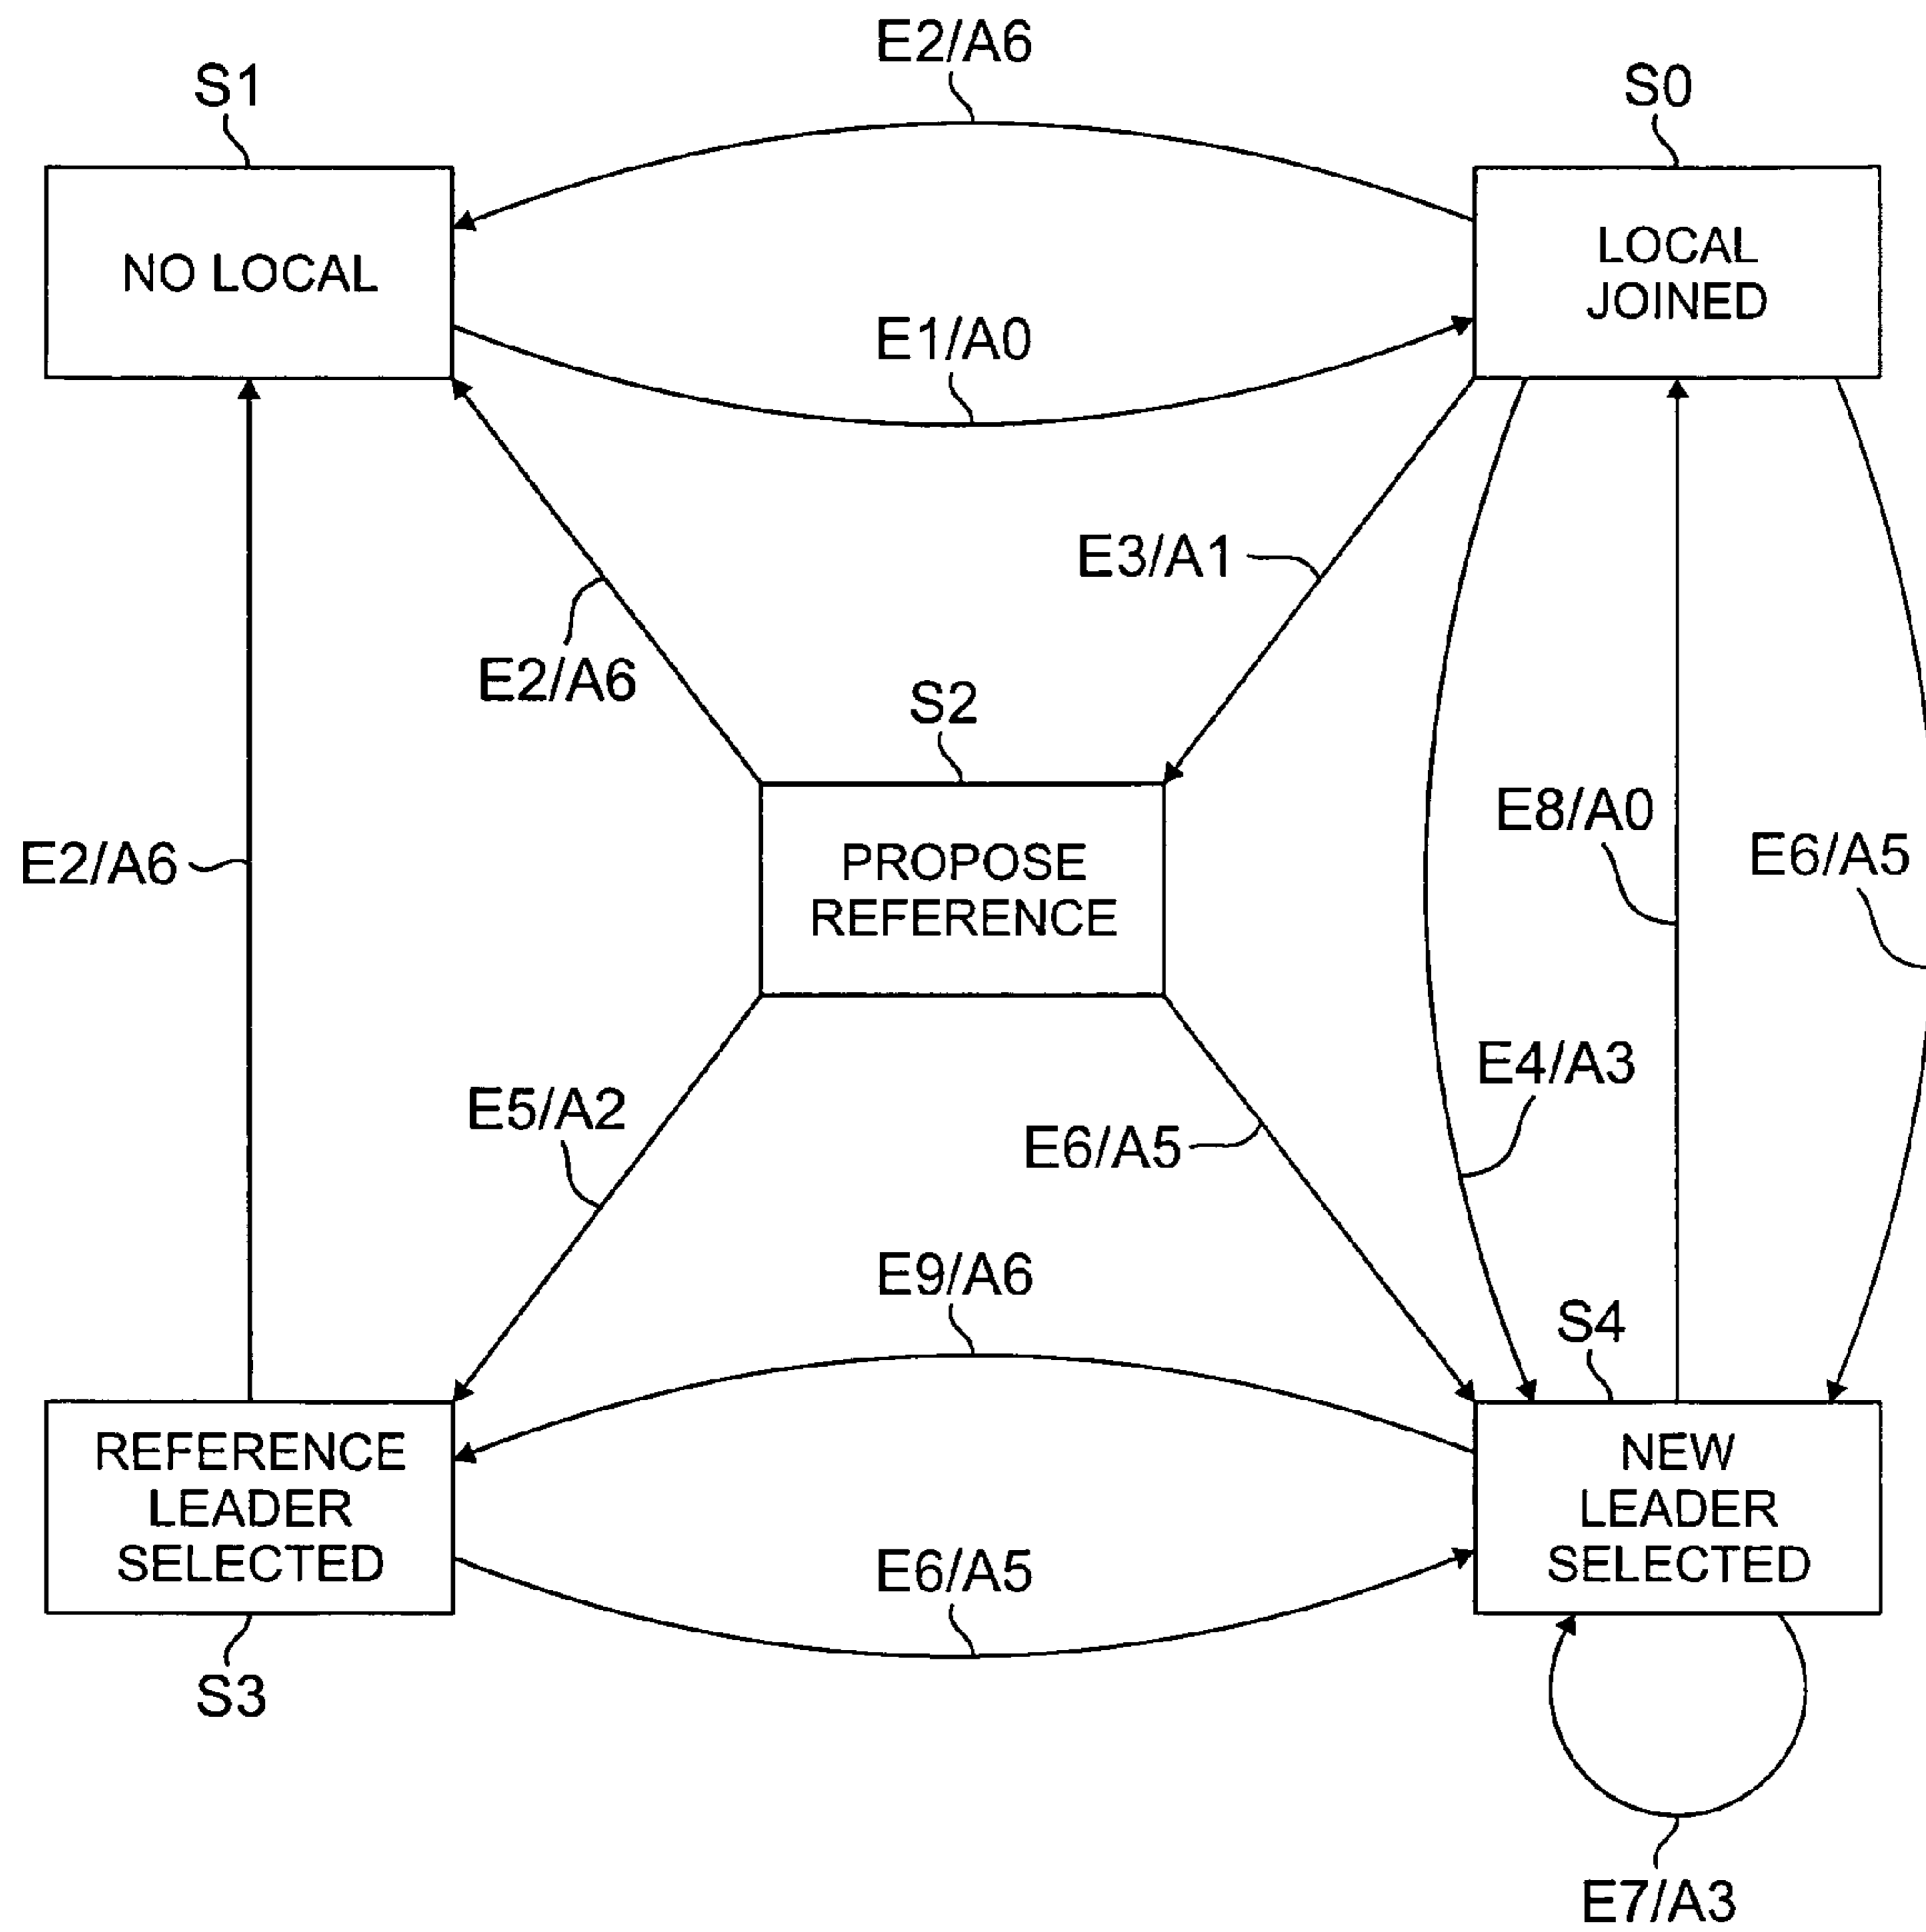 E2/A6
S1
S0
NO LOCAL
LOCAL
JOINED
E1/A0
E3/A1
E2/A6
S2
E8/A0
E2/A6
PROPOSE
REFERENCE
E6/A5
E4/A3
E5/A2
E6/A5
E9/A6
S4
REFERENCE
LEADER
SELECTED
NEW
LEADER
SELECTED
E6/A5
S3
E7/A3